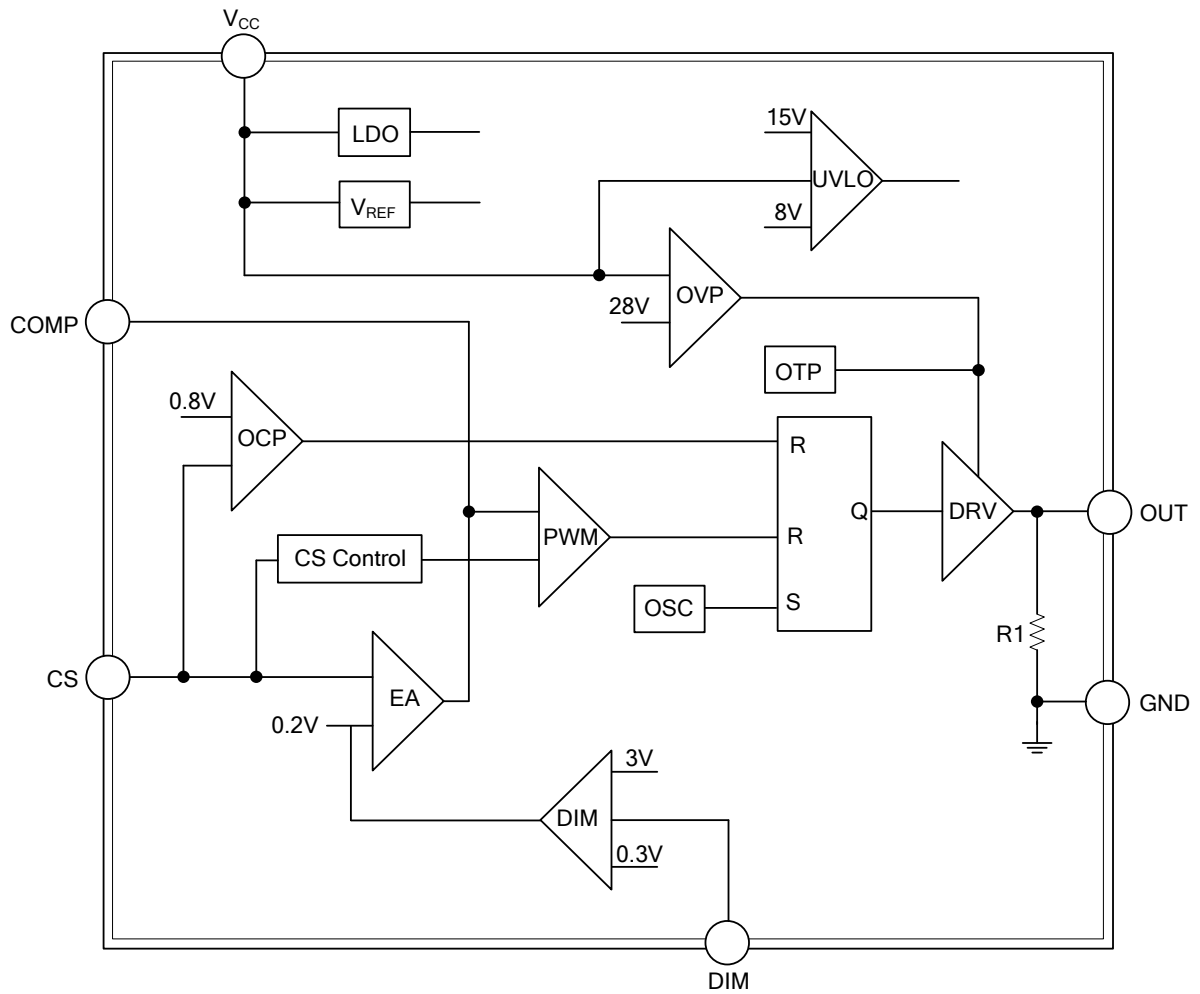 VCC
LDO
15V
UVLO
VREF
8V
OVP
28V
COMP
OTP
0.8V
OCP
R
Q
DRV
OUT
PWM
R
CS Control
OSC
S
R1
CS
EA
GND
0.2V
3V
DIM
0.3V
DIM